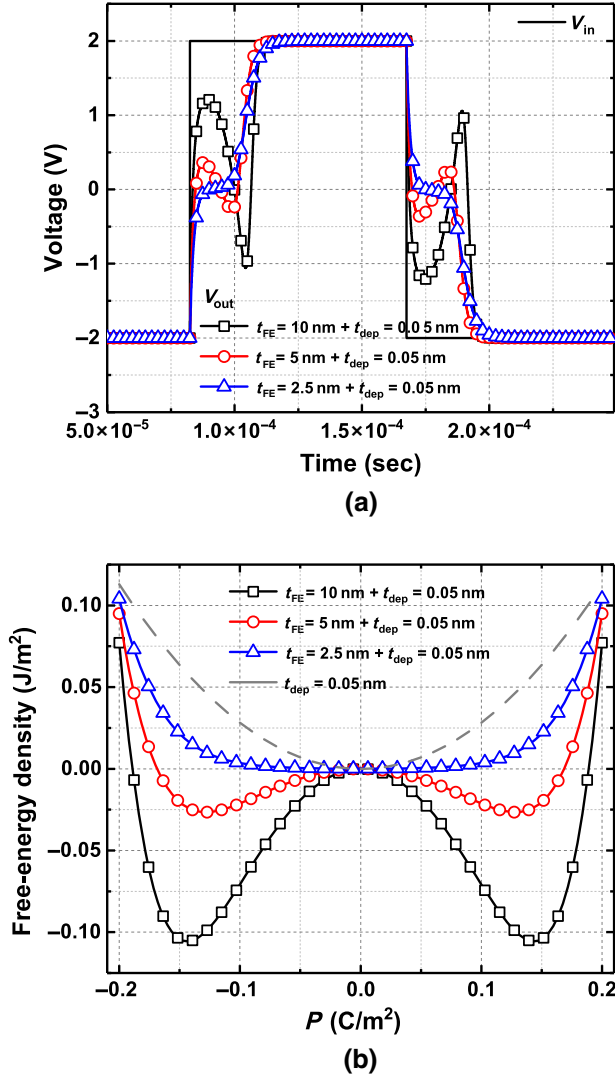 V_in
2
1
0
−1
−2
−3
Voltage (V)
V_out
t_FE = 10 nm + t_dep = 0.05 nm
t_FE = 5 nm + t_dep = 0.05 nm
t_FE = 2.5 nm + t_dep = 0.05 nm
5.0×10⁻⁵ 1.0×10⁻⁴ 1.5×10⁻⁴ 2.0×10⁻⁴
Time (sec)
(a)
t_FE = 10 nm + t_dep = 0.05 nm
t_FE = 5 nm + t_dep = 0.05 nm
t_FE = 2.5 nm + t_dep = 0.05 nm
t_dep = 0.05 nm
0.10
0.05
0.00
−0.05
−0.10
Free-energy density (J/m²)
−0.2 −0.1 0.0 0.1 0.2
P (C/m²)
(b)